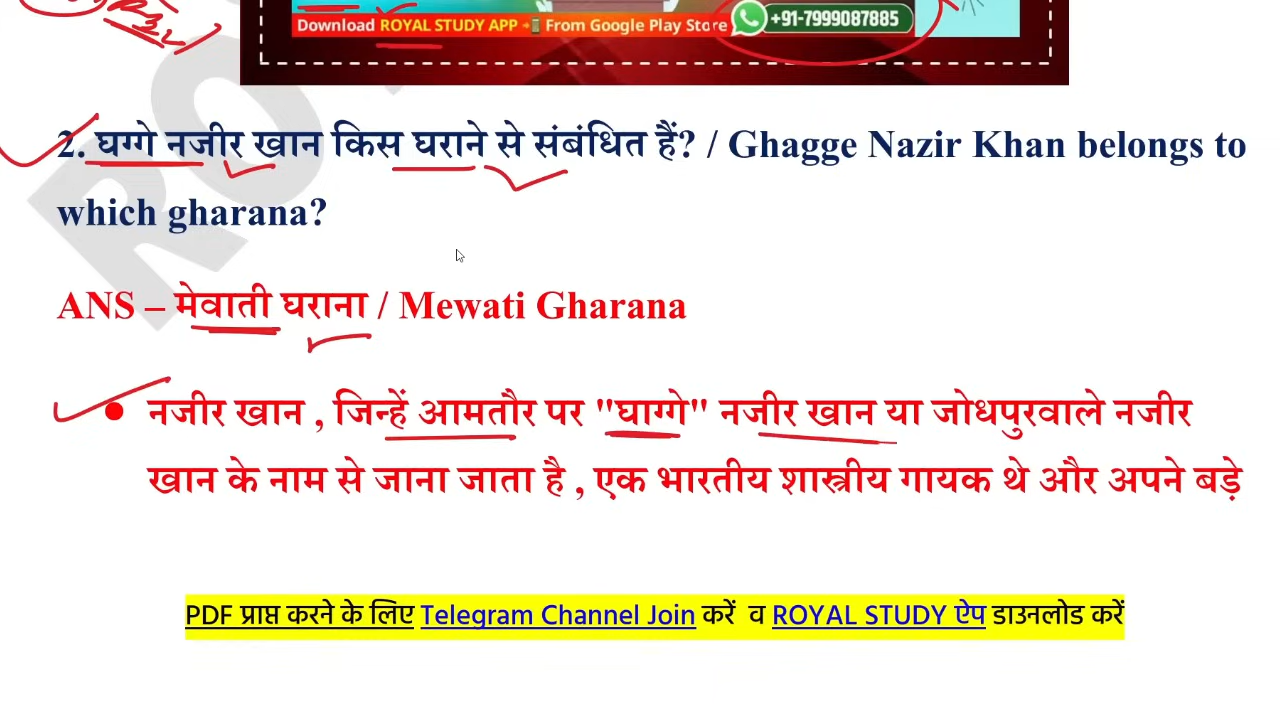 Download ROYAL STUDY APP From Google Play Store +91-7999087885
2. घग्गे नजीर खान किस घराने से संबंधित हैं? / Ghagge Nazir Khan belongs to
which gharana?
ANS – मेवाती घराना / Mewati Gharana
● नजीर खान , जिन्हें आमतौर पर "घाग्गे" नजीर खान या जोधपुरवाले नजीर
खान के नाम से जाना जाता है , एक भारतीय शास्त्रीय गायक थे और अपने बड़े
PDF प्राप्त करने के लिए Telegram Channel Join करें व ROYAL STUDY ऐप डाउनलोड करें